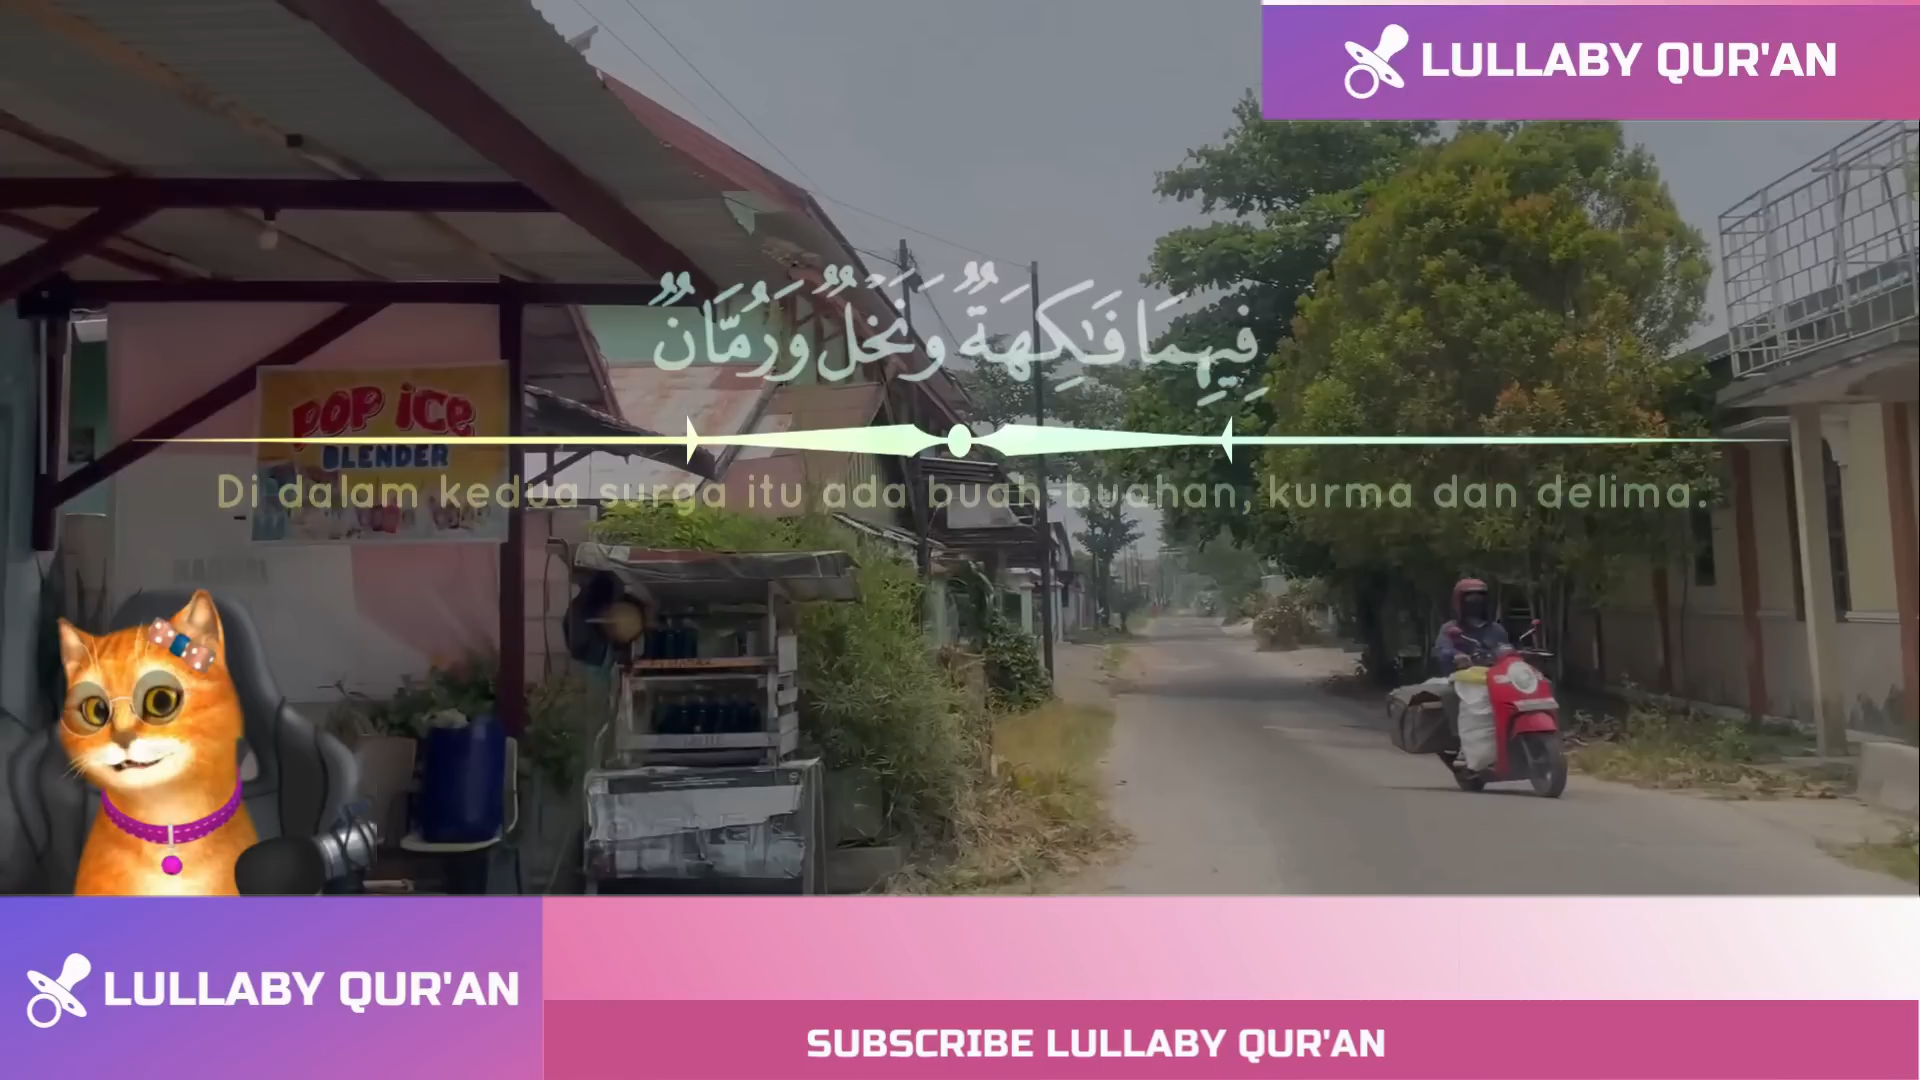 LULLABY QUR'AN
فِيهِمَا فَٰكِهَةٌ وَنَخْلٌ وَرُمَّانٌ
POP ICE
BLENDER
Di dalam kedua surga itu ada buah-buahan, kurma dan delima.
LULLABY QUR'AN
SUBSCRIBE LULLABY QUR'AN